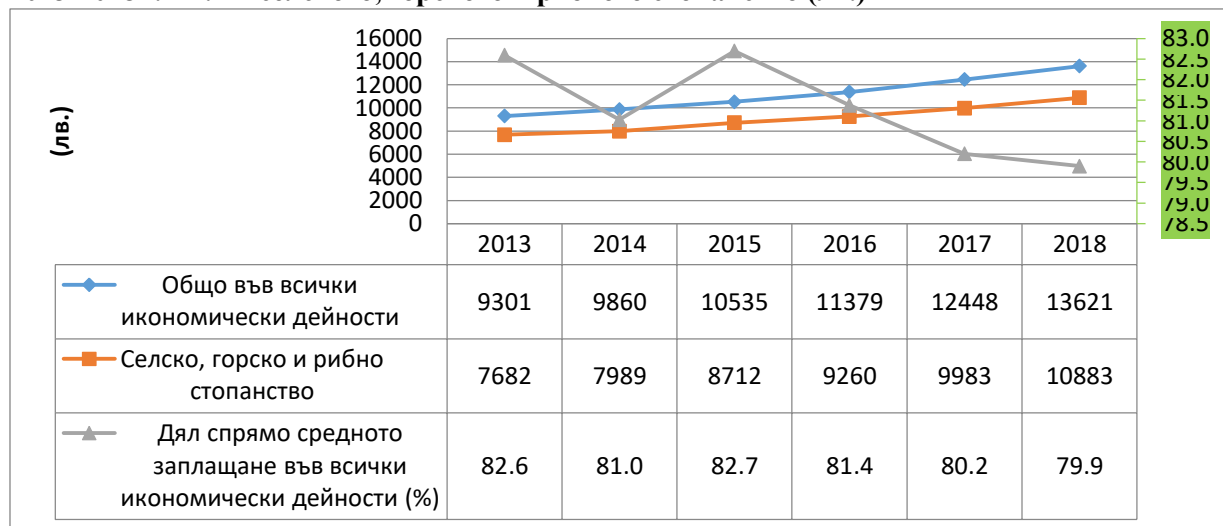 16000
14000
12000
10000
8000
6000
4000
2000
0
(лв.)
83.0
82.5
82.0
81.5
81.0
80.5
80.0
79.5
79.0
78.5
2013 2014 2015 2016 2017 2018
Общо във всички
икономически дейности
9301 9860 10535 11379 12448 13621
Селско, горско и рибно
стопанство
7682 7989 8712 9260 9983 10883
Дял спрямо средното
заплащане във всички
икономически дейности (%)
82.6 81.0 82.7 81.4 80.2 79.9